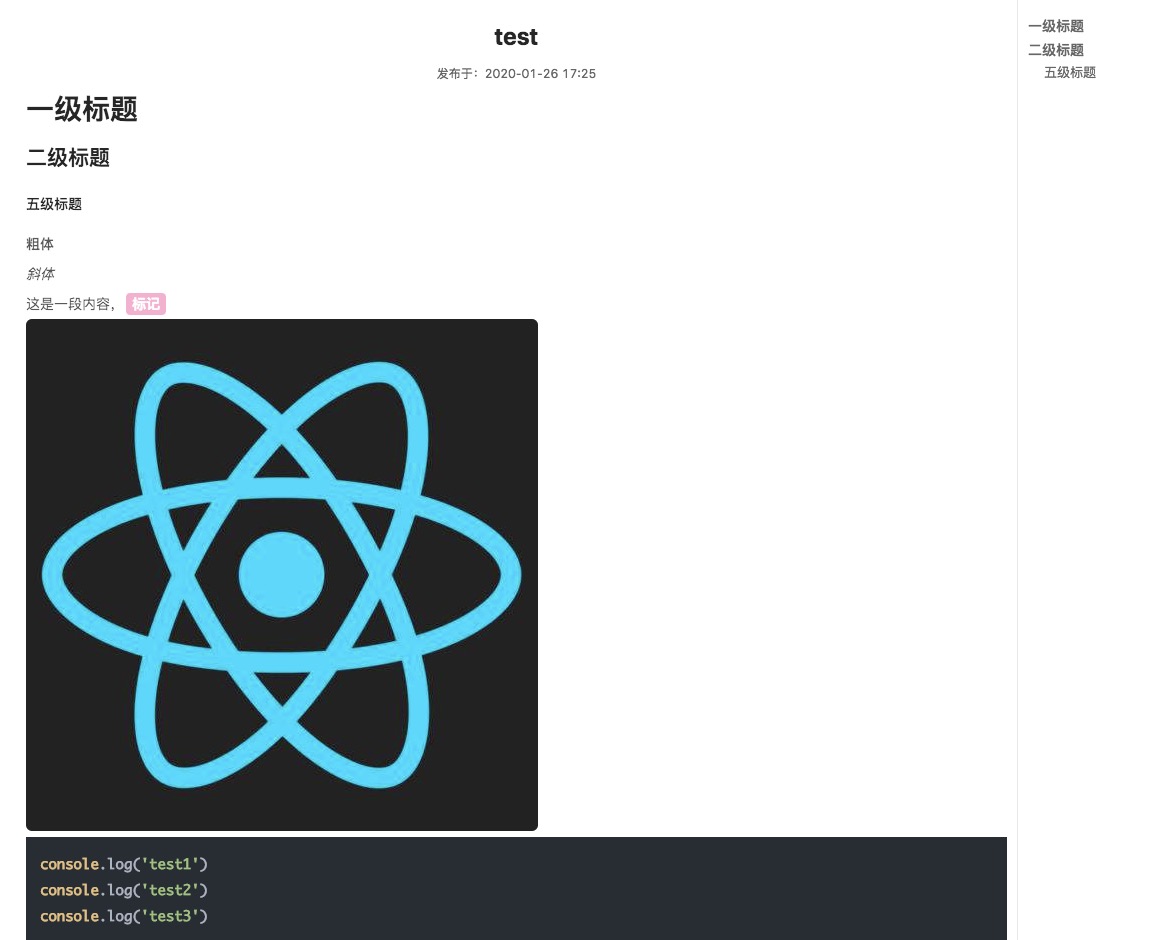 test
发布于：2020-01-26 17:25
一级标题
二级标题
五级标题
粗体
斜体
这是一段内容， 标记
console.log('test1')
console.log('test2')
console.log('test3')
一级标题
二级标题
五级标题